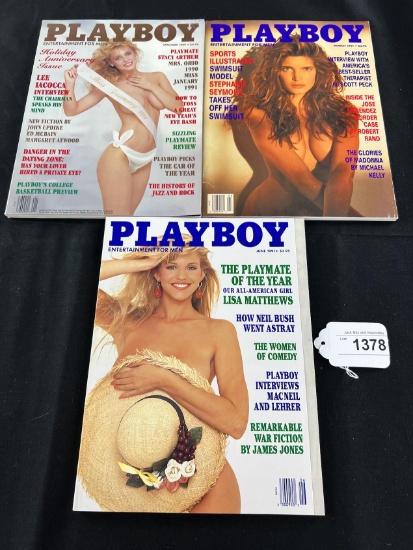 PLAYBOY
ENTERTAINMENT FOR MEN
Holiday
Anniversary
Issue
LEE
IACOCCA
INTERVIEW
THE CHAIRMAN
SPEAKS HIS
MIND
NEW FICTION BY
JOHN UPDIKE
ED MCBAIN
MARGARET ATWOOD
DANGER IN THE
DATING ZONE:
HAS YOUR LOVER
HIRED A PRIVATE EYE?
PLAYBOY'S COLLEGE
BASKETBALL PREVIEW
PLAYMATE
STACY ARTHUR
MRS. OHIO
1990
MISS
JANUARY
1991
HOW TO
TOSS A
GREAT NEW
YEAR'S
EVE BASH
SIZZLING
PLAYMATE
REVIEW
PLAYBOY PICKS
THE CAR OF
THE YEAR
THE HISTORY OF
JAZZ AND ROCK
PLAYBOY
ENTERTAINMENT FOR MEN
SPORTS
ILLUSTRATED
SWIMSUIT
MODEL
STEPHANIE
SEYMOUR
TAKES
OFF HER
SWIMSUIT
PLAYBOY
INTERVIEW WITH
AMERICA'S
BEST-SELLER
THERAPIST
M. SCOTT PECK
INSIDE THE
JOSE
MENENDEZ
MURDER
CASE
BY ROBERT
RAND
THE GLORIES
OF MADONNA
BY MICHAEL
KELLY
PLAYBOY
ENTERTAINMENT FOR MEN
JUNE 1991
THE PLAYMATE
OF THE YEAR
OUR ALL-AMERICAN GIRL
LISA MATTHEWS
HOW NEIL BUSH
WENT ASTRAY
THE WOMEN
OF COMEDY
PLAYBOY
INTERVIEWS
MACNEIL
AND LEHRER
REMARKABLE
WAR FICTION
BY JAMES JONES
1378